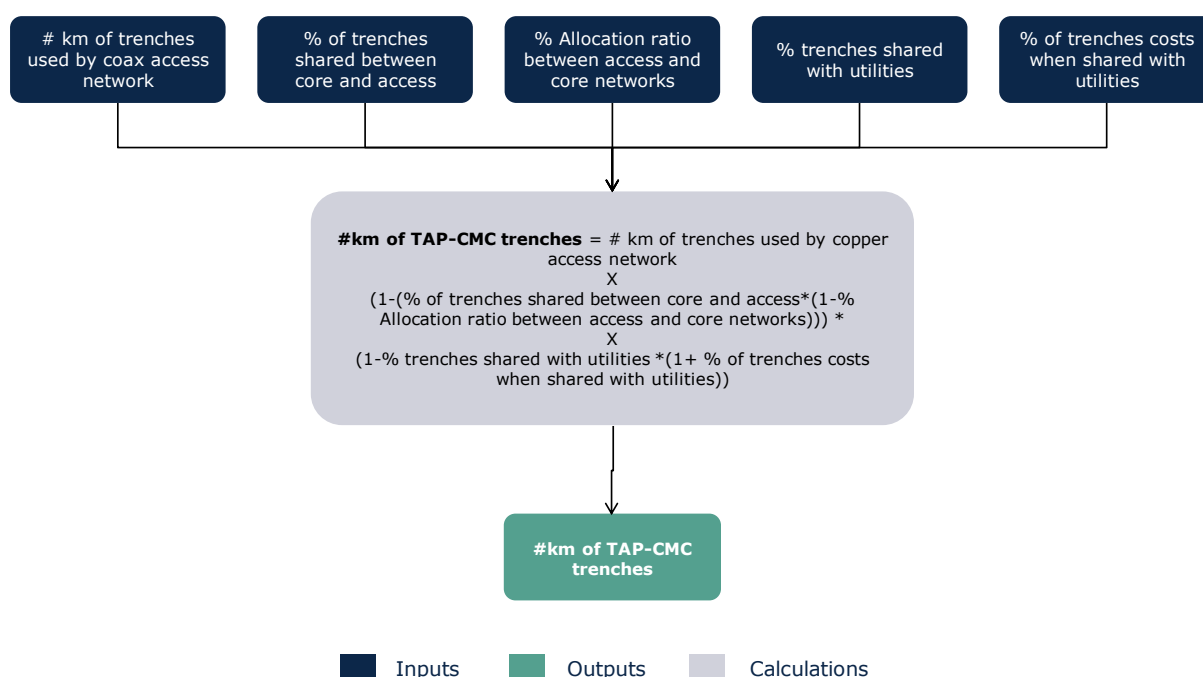 # km of trenches
used by coax access
network
% of trenches
shared between
core and access
% Allocation ratio
between access and
core networks
% trenches shared
with utilities
% of trenches costs
when shared with
utilities
#km of TAP-CMC trenches = # km of trenches used by copper
access network
X
(1-(% of trenches shared between core and access*(1-%
Allocation ratio between access and core networks))) *
X
(1-% trenches shared with utilities *(1+ % of trenches costs
when shared with utilities))
#km of TAP-CMC
trenches
Inputs
Outputs
Calculations